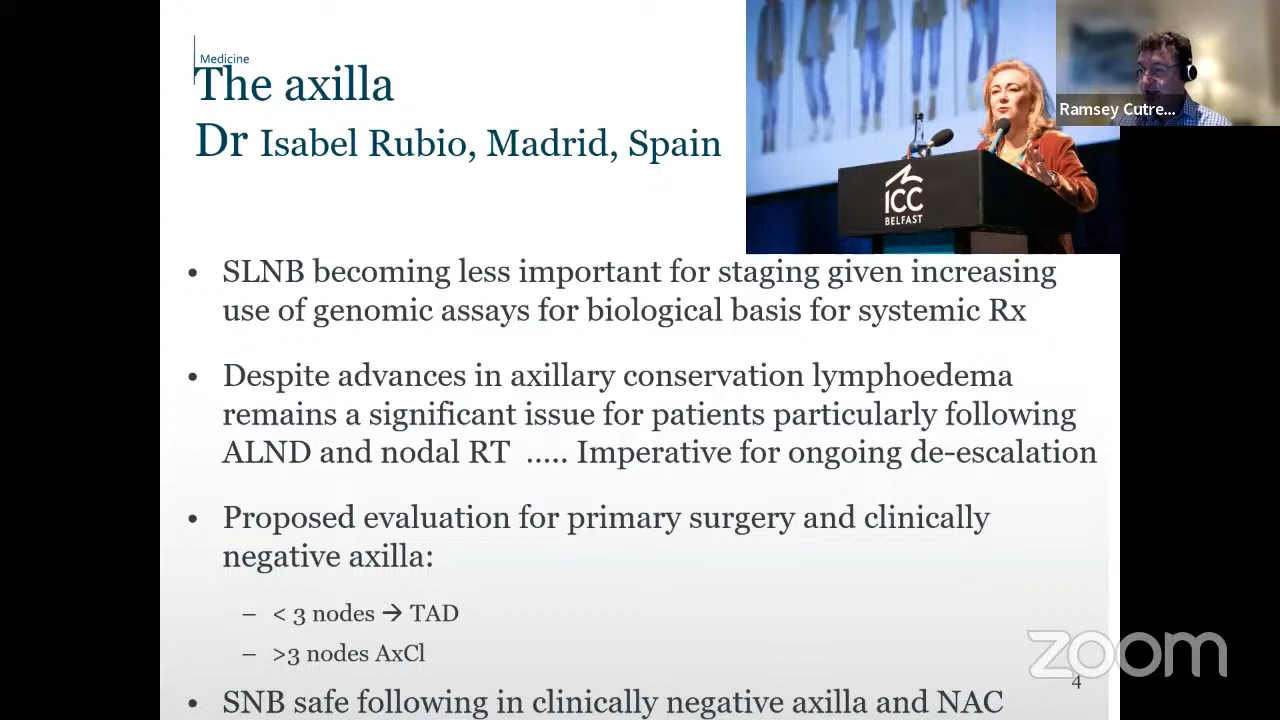 Medicine
The axilla
Dr Isabel Rubio, Madrid, Spain
ICC
BELFAST
Ramsey Cutre...
• SLNB becoming less important for staging given increasing
use of genomic assays for biological basis for systemic Rx
• Despite advances in axillary conservation lymphoedema
remains a significant issue for patients particularly following
ALND and nodal RT ..... Imperative for ongoing de-escalation
• Proposed evaluation for primary surgery and clinically
negative axilla:
– < 3 nodes → TAD
– >3 nodes AxCl
• SNB safe following in clinically negative axilla and NAC
zoom
4